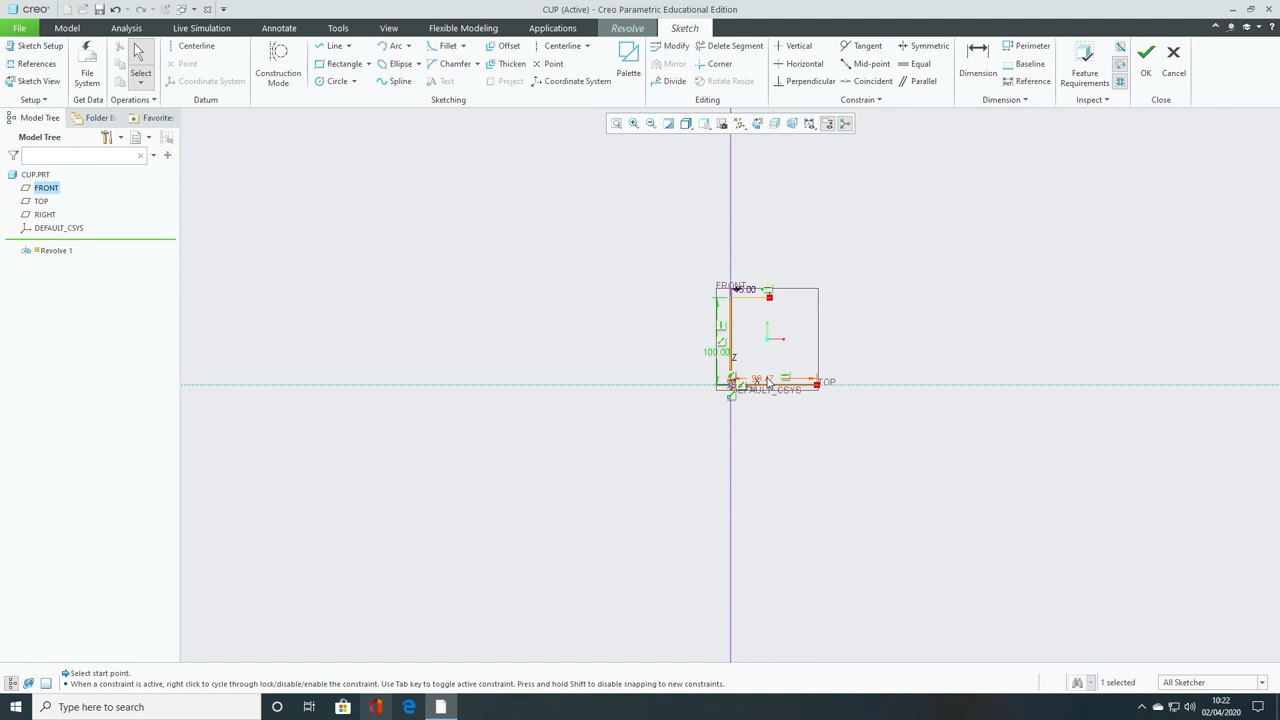 creo
CUP (Active) - Creo Parametric Educational Edition
File Model Analysis Live Simulation Annotate Tools View Flexible Modeling Applications Revolve Sketch
Sketch Setup
References
Sketch View
Setup
File System
Get Data
Select
Operations
Centerline
Point
Coordinate System
Datum
Construction Mode
Line Arc Fillet Offset Centerline
Rectangle Ellipse Chamfer Thicken Point
Circle Spline Text Project Coordinate System
Palette
Sketching
Modify Delete Segment
Mirror Corner
Divide Rotate Resize
Editing
Vertical Tangent Symmetric
Horizontal Mid-point Equal
Perpendicular Coincident Parallel
Constrain
Dimension
Perimeter
Baseline
Reference
Dimension
Feature Requirements
Inspect
OK
Cancel
Close
Model Tree Folder B Favorites
Model Tree
CUP.PRT
FRONT
TOP
RIGHT
DEFAULT_CSYS
Revolve 1
FRONT
100.00
Z
TOP
Select start point.
When a constraint is active, right click to cycle through lock/disable/enable the constraint. Use Tab key to toggle active constraint. Press and hold Shift to disable snapping to new constraints.
1 selected
All Sketcher
Type here to search
10:22
02/04/2020